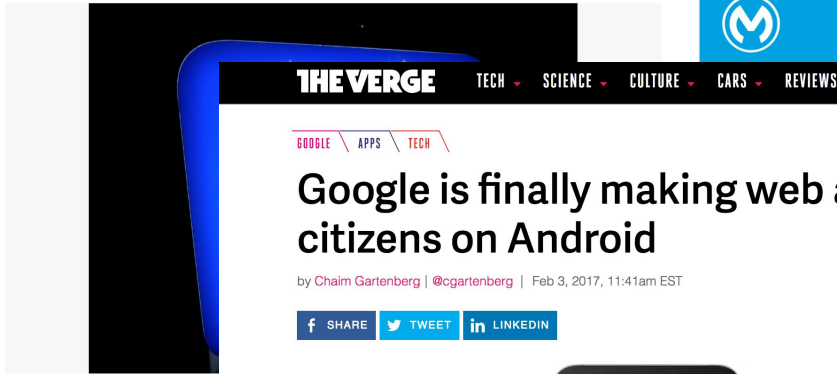 THE VERGE TECH SCIENCE CULTURE CARS REVIEWS
GOOGLE APPS TECH
Google is finally making web
citizens on Android
by Chaim Gartenberg | @cgartenberg | Feb 3, 2017, 11:41am EST
f SHARE TWEET in LINKEDIN